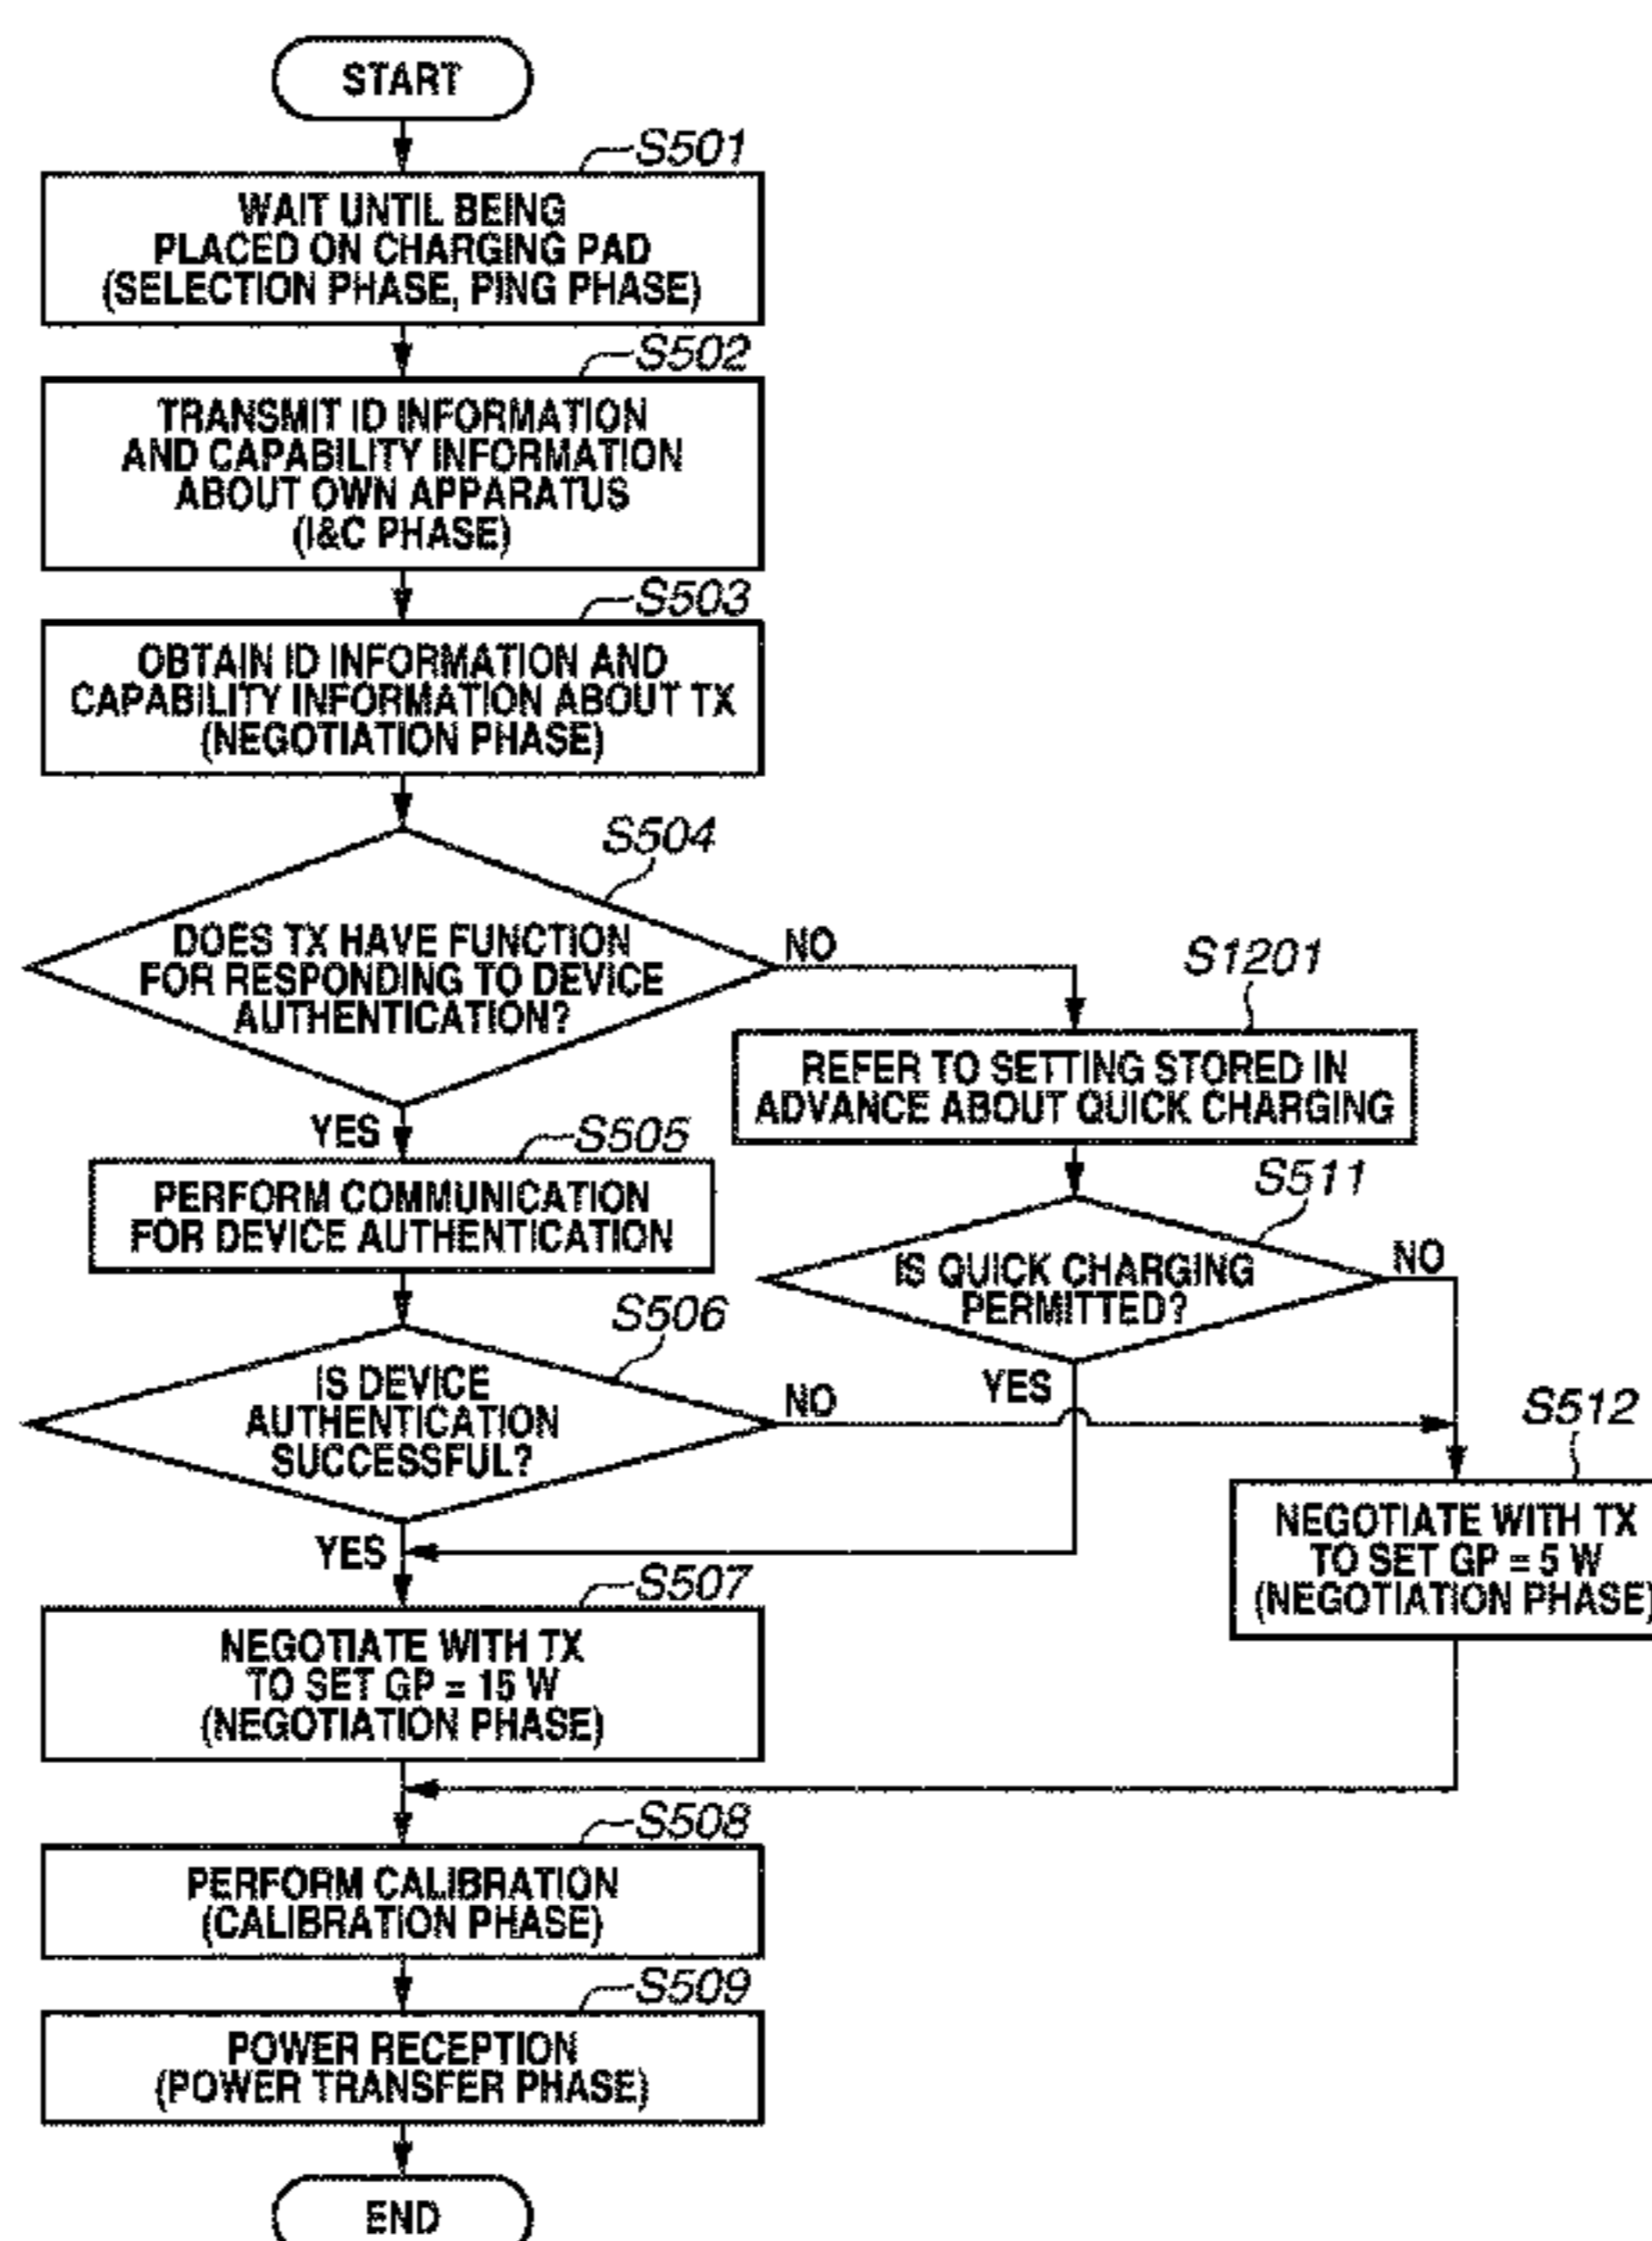 START
S501
WAIT UNTIL BEING
PLACED ON CHARGING PAD
(SELECTION PHASE, PING PHASE)
S502
TRANSMIT ID INFORMATION
AND CAPABILITY INFORMATION
ABOUT OWN APPARATUS
(I&C PHASE)
S503
OBTAIN ID INFORMATION AND
CAPABILITY INFORMATION ABOUT TX
(NEGOTIATION PHASE)
S504
DOES TX HAVE FUNCTION
FOR RESPONDING TO DEVICE
AUTHENTICATION?
NO
YES
S1201
REFER TO SETTING STORED IN
ADVANCE ABOUT QUICK CHARGING
S505
PERFORM COMMUNICATION
FOR DEVICE AUTHENTICATION
S511
IS QUICK CHARGING
PERMITTED?
NO
YES
S506
IS DEVICE
AUTHENTICATION
SUCCESSFUL?
NO
YES
S512
NEGOTIATE WITH TX
TO SET GP = 5 W
(NEGOTIATION PHASE)
S507
NEGOTIATE WITH TX
TO SET GP = 15 W
(NEGOTIATION PHASE)
S508
PERFORM CALIBRATION
(CALIBRATION PHASE)
S509
POWER RECEPTION
(POWER TRANSFER PHASE)
END